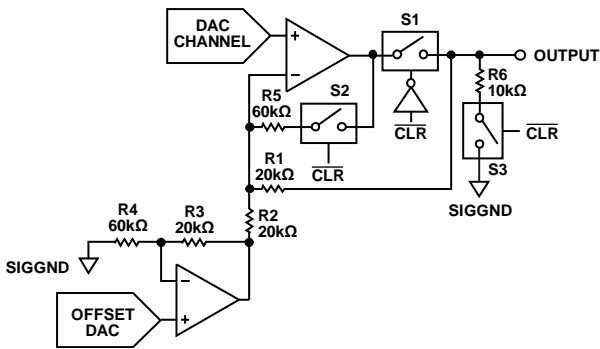 DAC
CHANNEL
+
−
S1
OUTPUT
R6
10kΩ
R5
60kΩ
S2
CLR
CLR
CLR
S3
R1
20kΩ
SIGGND
R4
60kΩ
R3
20kΩ
R2
20kΩ
SIGGND
−
+
OFFSET
DAC